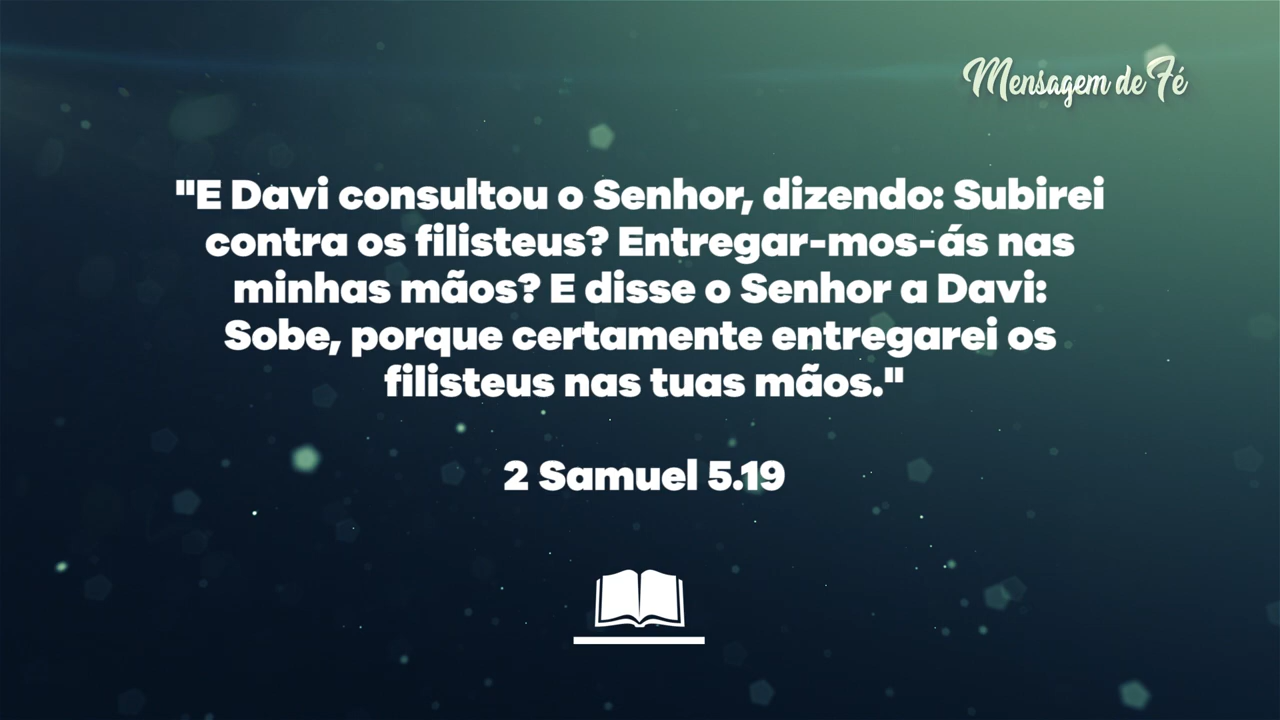 Mensagem de Fé
"E Davi consultou o Senhor, dizendo: Subirei
contra os filisteus? Entregar-mos-ás nas
minhas mãos? E disse o Senhor a Davi:
Sobe, porque certamente entregarei os
filisteus nas tuas mãos."
2 Samuel 5.19